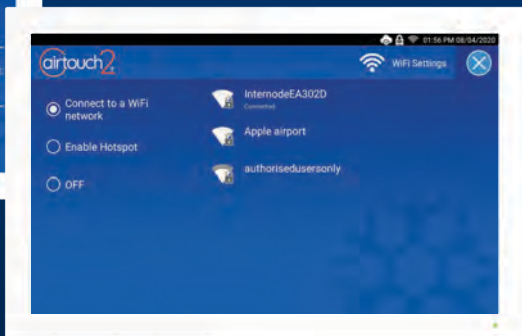 01:56 PM 08/04/2020
airtouch2
WiFi Settings
Connect to a WiFi
network
Enable Hotspot
OFF
InternodeEA302D
Connected
Apple airport
authorisedusersonly